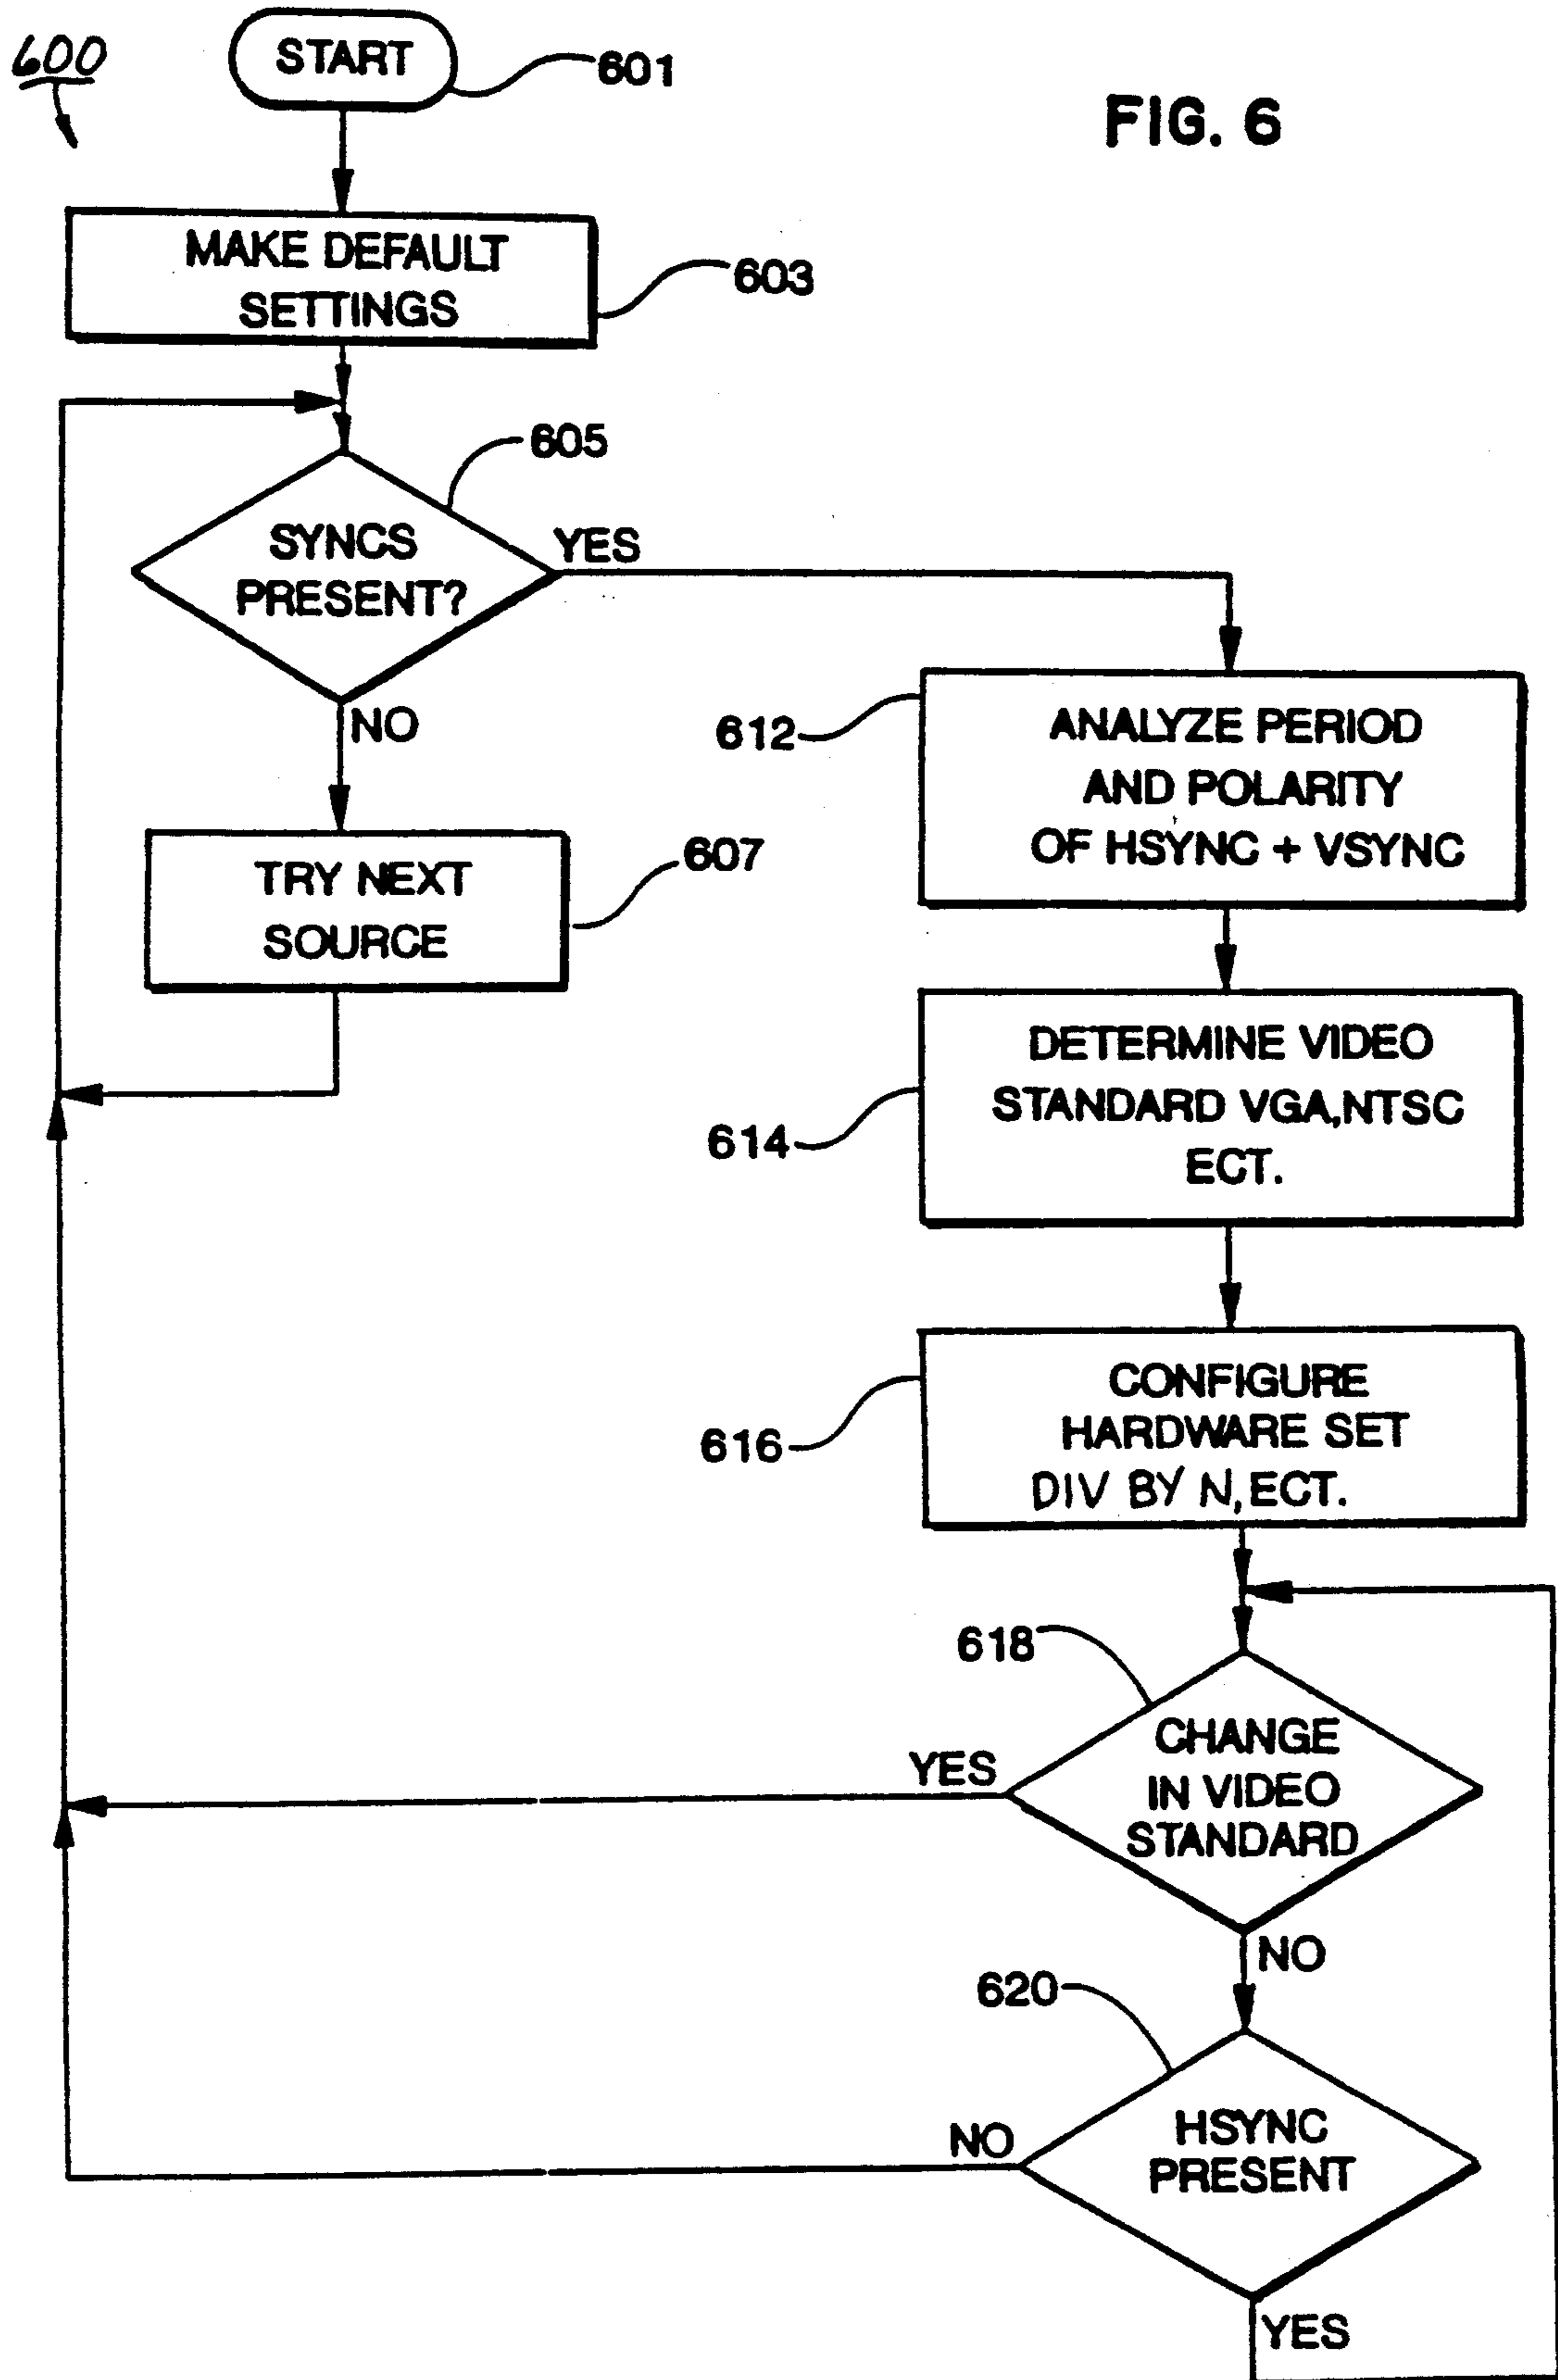 600
START
601
FIG. 6
MAKE DEFAULT
SETTINGS
603
605
SYNCS
PRESENT?
YES
NO
612
ANALYZE PERIOD
AND POLARITY
OF HSYNC + VSYNC
TRY NEXT
SOURCE
607
614
DETERMINE VIDEO
STANDARD VGA,NTSC
ECT.
616
CONFIGURE
HARDWARE SET
DIV BY N,ECT.
618
CHANGE
IN VIDEO
STANDARD
YES
NO
620
HSYNC
PRESENT
NO
YES